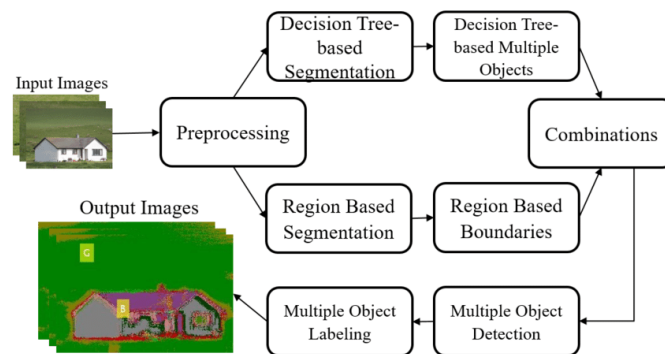 Input Images
Preprocessing
Decision Tree-
based
Segmentation
Decision Tree-
based Multiple
Objects
Region Based
Segmentation
Region Based
Boundaries
Combinations
Multiple Object
Detection
Multiple Object
Labeling
Output Images
G
B